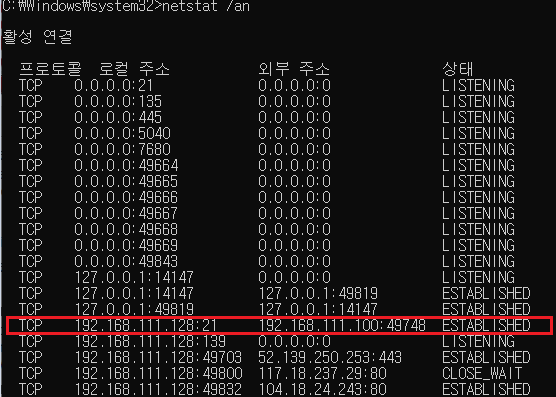 C:\Windows\system32>netstat /an
활성 연결
프로토콜 로컬 주소 외부 주소 상태
TCP 0.0.0.0:21 0.0.0.0:0 LISTENING
TCP 0.0.0.0:135 0.0.0.0:0 LISTENING
TCP 0.0.0.0:445 0.0.0.0:0 LISTENING
TCP 0.0.0.0:5040 0.0.0.0:0 LISTENING
TCP 0.0.0.0:7680 0.0.0.0:0 LISTENING
TCP 0.0.0.0:49664 0.0.0.0:0 LISTENING
TCP 0.0.0.0:49665 0.0.0.0:0 LISTENING
TCP 0.0.0.0:49666 0.0.0.0:0 LISTENING
TCP 0.0.0.0:49667 0.0.0.0:0 LISTENING
TCP 0.0.0.0:49668 0.0.0.0:0 LISTENING
TCP 0.0.0.0:49669 0.0.0.0:0 LISTENING
TCP 0.0.0.0:49843 0.0.0.0:0 LISTENING
TCP 127.0.0.1:14147 0.0.0.0:0 LISTENING
TCP 127.0.0.1:14147 127.0.0.1:49819 ESTABLISHED
TCP 127.0.0.1:49819 127.0.0.1:14147 ESTABLISHED
TCP 192.168.111.128:21 192.168.111.100:49748 ESTABLISHED
TCP 192.168.111.128:139 0.0.0.0:0 LISTENING
TCP 192.168.111.128:49703 52.139.250.253:443 ESTABLISHED
TCP 192.168.111.128:49800 117.18.237.29:80 CLOSE_WAIT
TCP 192.168.111.128:49832 104.18.24.243:80 ESTABLISHED